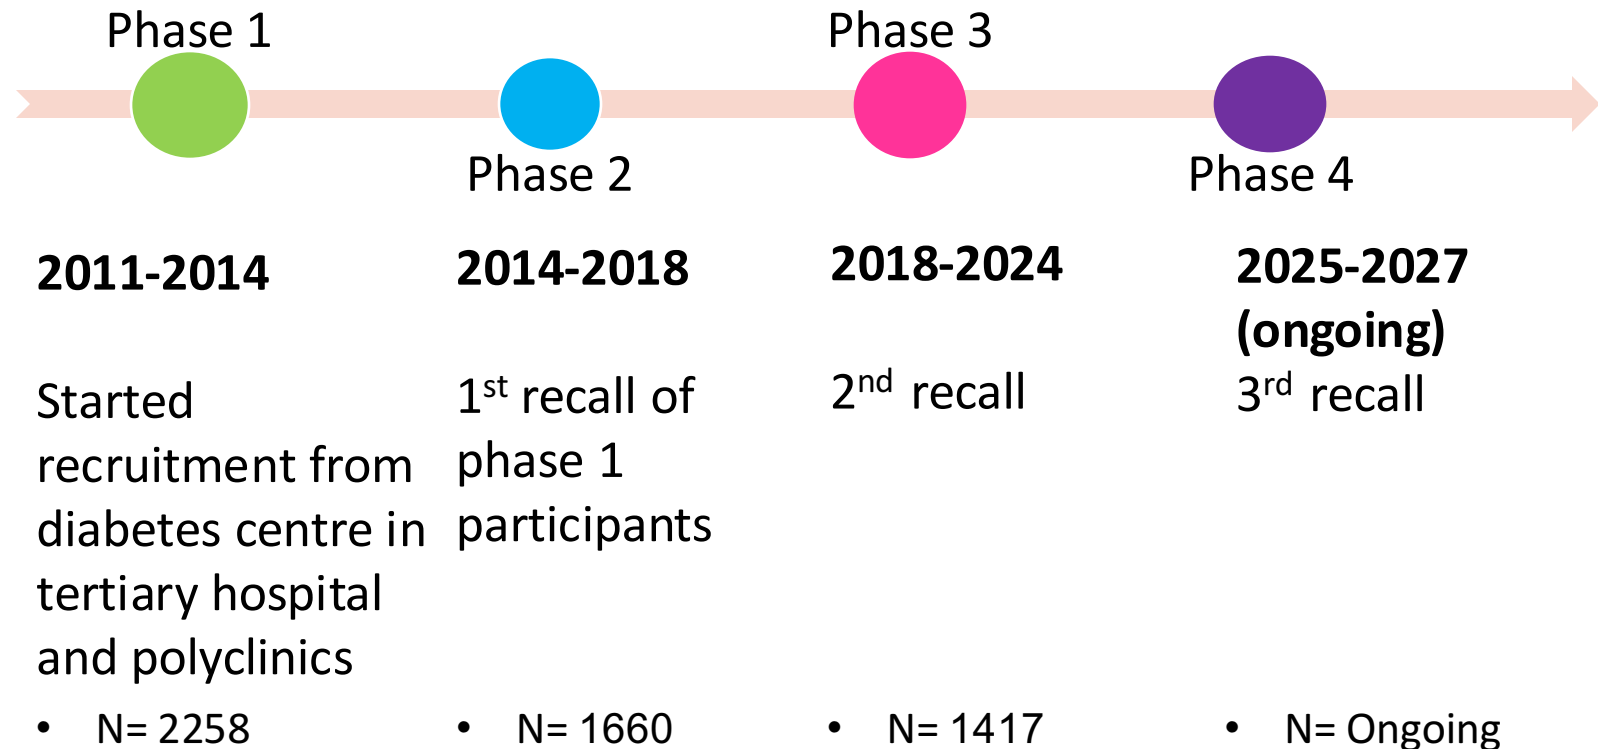 Phase 1
Phase 3
Phase 2
Phase 4
2011-2014
Started
recruitment from
diabetes centre in
tertiary hospital
and polyclinics
• N= 2258
2014-2018
1st recall of
phase 1
participants
• N= 1660
2018-2024
2nd recall
• N= 1417
2025-2027
(ongoing)
3rd recall
• N= Ongoing